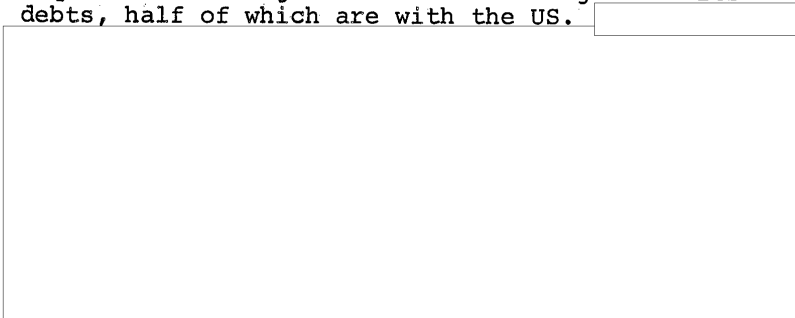 debts, half of which are with the US.